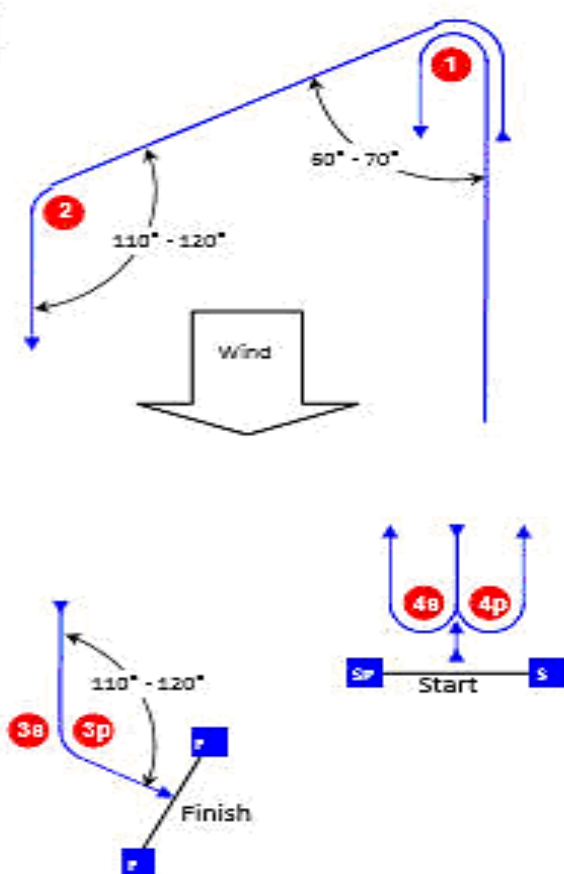 1
60° - 70°
2
110° - 120°
Wind
4s
4p
SP
S
Start
110° - 120°
3s
3p
F
Finish
F